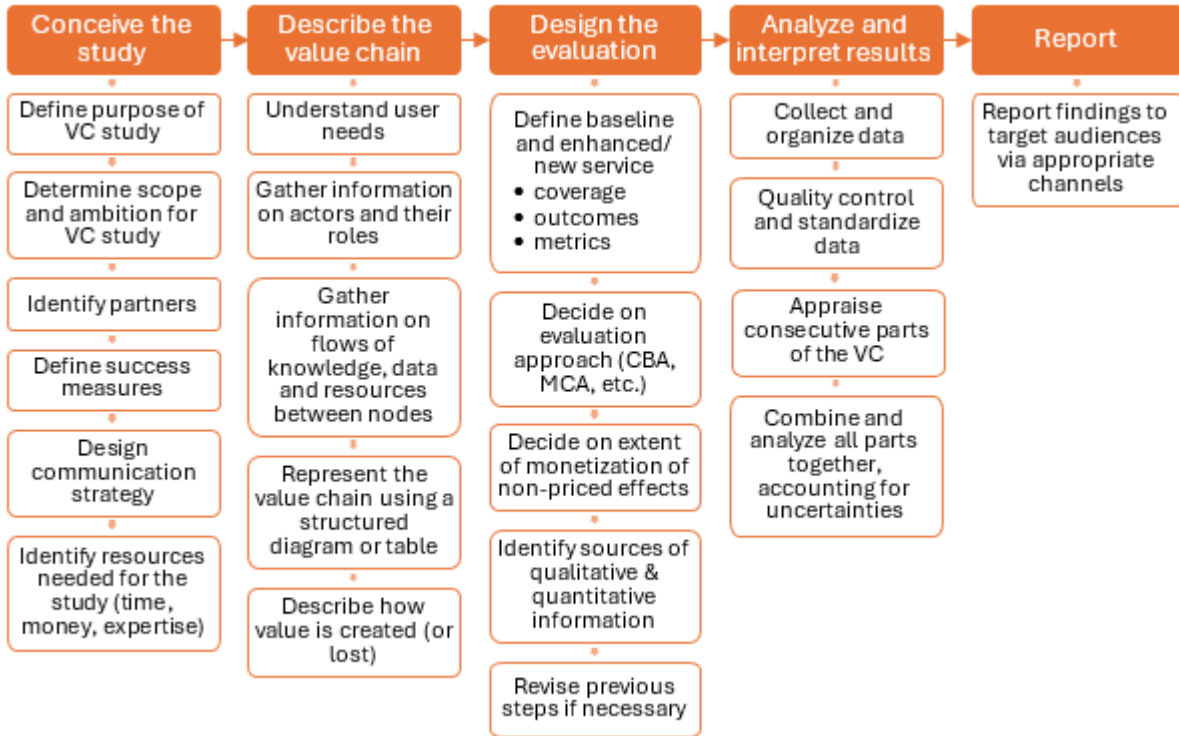 Conceive the
study
Define purpose of
VC study
Determine scope
and ambition for
VC study
Identify partners
Define success
measures
Design
communication
strategy
Identify resources
needed for the
study (time,
money, expertise)
Describe the
value chain
Understand user
needs
Gather information
on actors and their
roles
Gather
information on
flows of
knowledge, data
and resources
between nodes
Represent the
value chain using a
structured
diagram or table
Describe how
value is created (or
lost)
Design the
evaluation
Define baseline
and enhanced/
new service
• coverage
• outcomes
• metrics
Decide on
evaluation
approach (CBA,
MCA, etc.)
Decide on extent
of monetization of
non-priced effects
Identify sources of
qualitative &
quantitative
information
Revise previous
steps if necessary
Analyze and
interpret results
Collect and
organize data
Quality control
and standardize
data
Appraise
consecutive parts
of the VC
Combine and
analyze all parts
together,
accounting for
uncertainties
Report
Report findings to
target audiences
via appropriate
channels